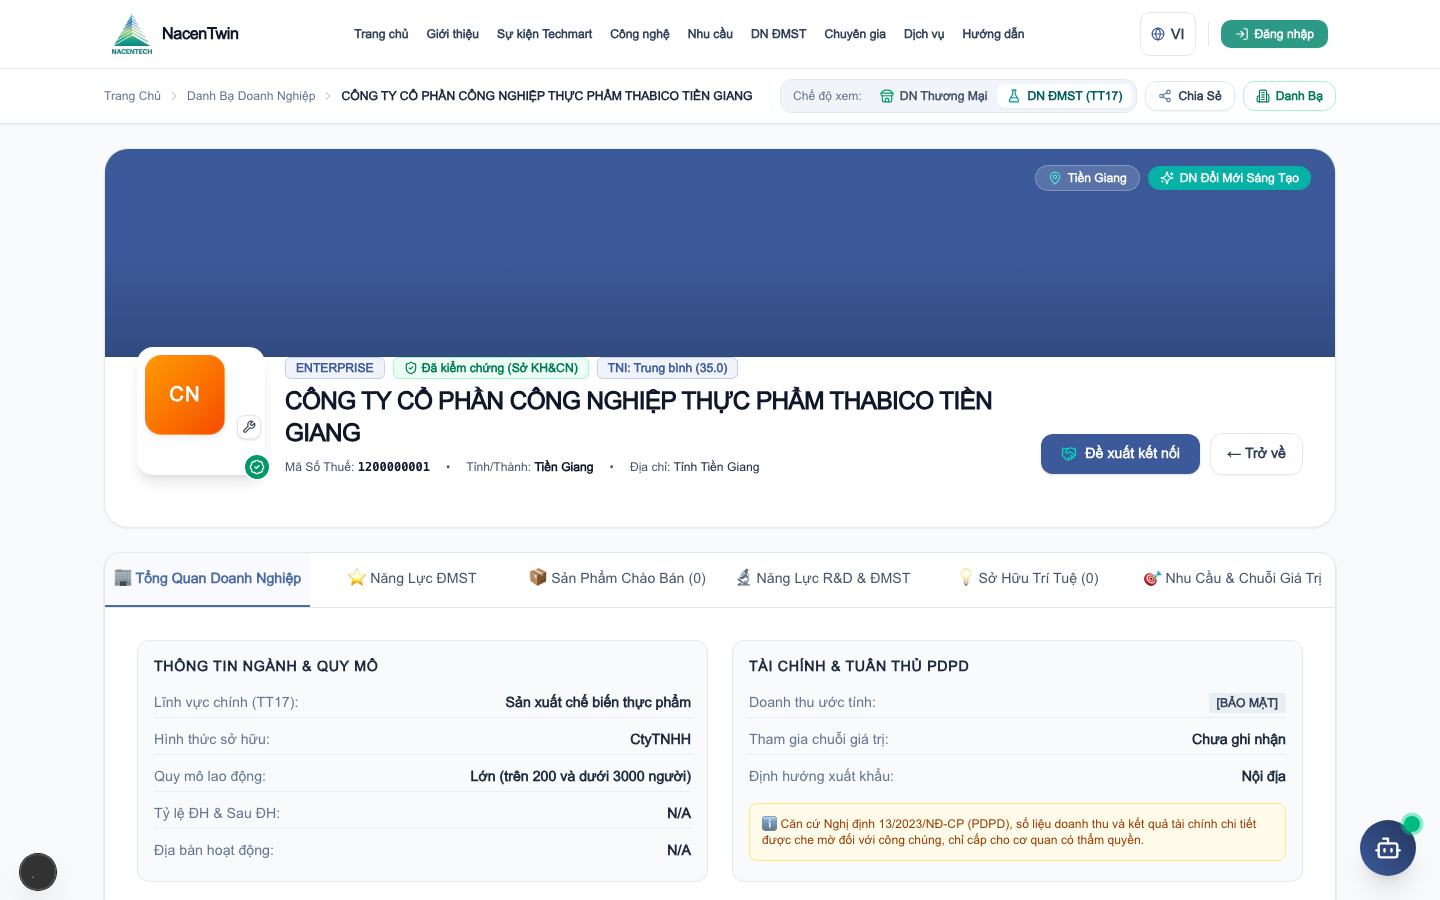 NACENTECH
NacenTwin
Trang chủ
Giới thiệu
Sự kiện Techmart
Công nghệ
Nhu cầu
DN ĐMST
Chuyên gia
Dịch vụ
Hướng dẫn
VI
Đăng nhập
Trang Chủ
Danh Bạ Doanh Nghiệp
CÔNG TY CỔ PHẦN CÔNG NGHIỆP THỰC PHẨM THABICO TIỀN GIANG
Chế độ xem:
DN Thương Mại
DN ĐMST (TT17)
Chia Sẻ
Danh Bạ
Tiền Giang
DN Đổi Mới Sáng Tạo
CN
ENTERPRISE
Đã kiểm chứng (Sở KH&CN)
TNI: Trung bình (35.0)
CÔNG TY CỔ PHẦN CÔNG NGHIỆP THỰC PHẨM THABICO TIỀN
GIANG
Mã Số Thuế: 1200000001 • Tỉnh/Thành: Tiền Giang • Địa chỉ: Tỉnh Tiền Giang
Đề xuất kết nối
← Trở về
Tổng Quan Doanh Nghiệp
Năng Lực ĐMST
Sản Phẩm Chào Bán (0)
Năng Lực R&D & ĐMST
Sở Hữu Trí Tuệ (0)
Nhu Cầu & Chuỗi Giá Trị
THÔNG TIN NGÀNH & QUY MÔ
Lĩnh vực chính (TT17): Sản xuất chế biến thực phẩm
Hình thức sở hữu: CtyTNHH
Quy mô lao động: Lớn (trên 200 và dưới 3000 người)
Tỷ lệ ĐH & Sau ĐH: N/A
Địa bàn hoạt động: N/A
TÀI CHÍNH & TUÂN THỦ PDPD
Doanh thu ước tính: [BẢO MẬT]
Tham gia chuỗi giá trị: Chưa ghi nhận
Định hướng xuất khẩu: Nội địa
Căn cứ Nghị định 13/2023/NĐ-CP (PDPD), số liệu doanh thu và kết quả tài chính chi tiết
được che mờ đối với công chúng, chỉ cấp cho cơ quan có thẩm quyền.